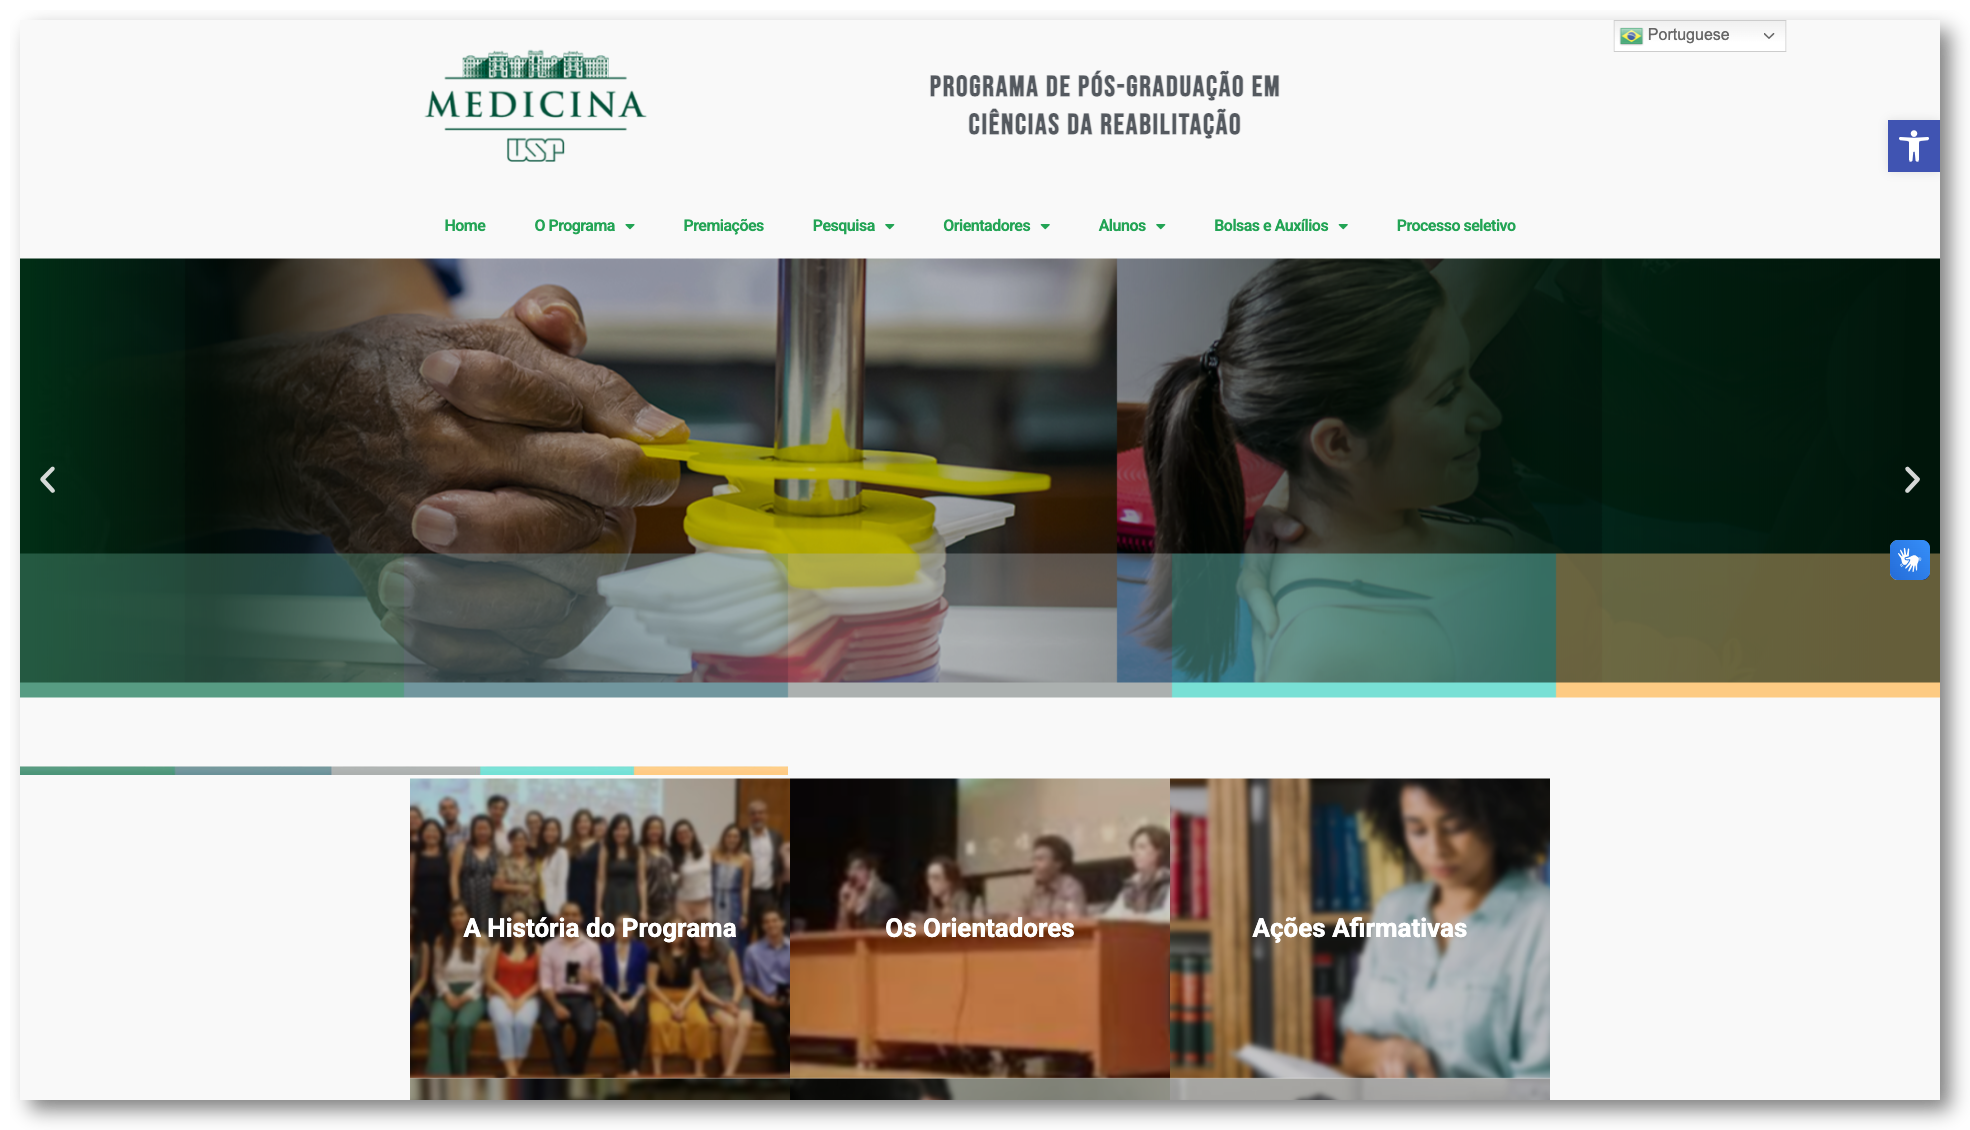 Portuguese
MEDICINA
USP
PROGRAMA DE PÓS-GRADUAÇÃO EM
CIÊNCIAS DA REABILITAÇÃO
Home O Programa Premiações Pesquisa Orientadores Alunos Bolsas e Auxílios Processo seletivo
A História do Programa
Os Orientadores
Ações Afirmativas